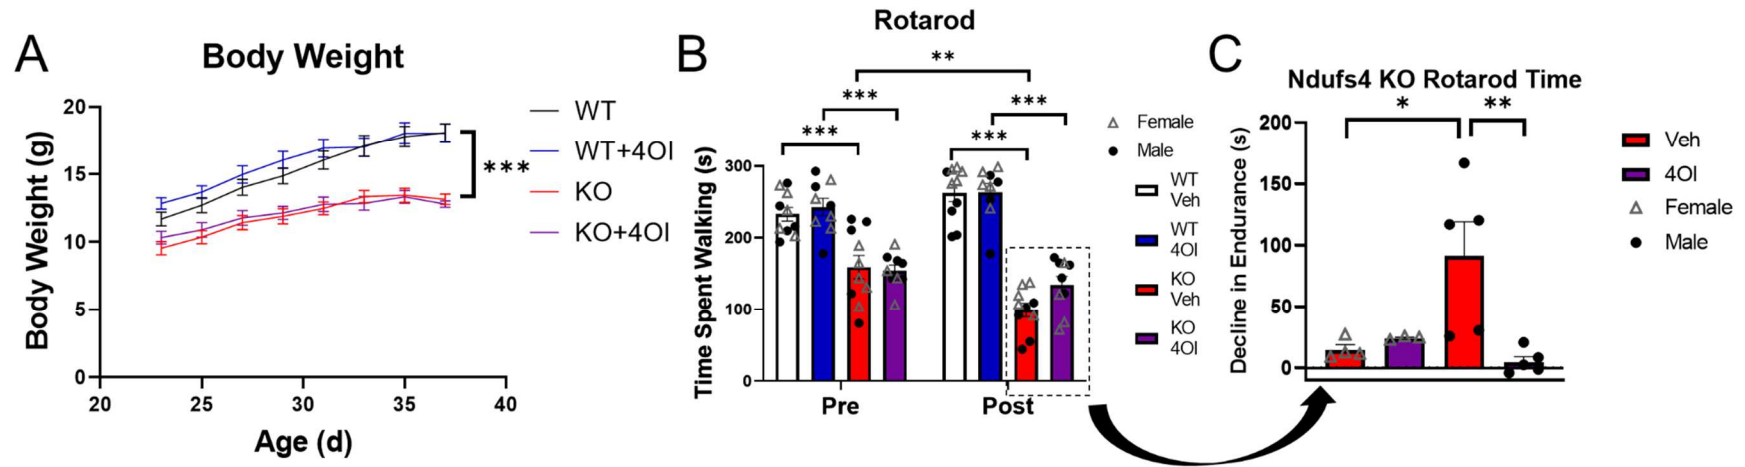 A
Body Weight
Body Weight (g)
20
15
10
5
0
20
25
30
35
40
Age (d)
***
WT
WT+4OI
KO
KO+4OI
B
Rotarod
**
***
***
***
***
Time Spent Walking (s)
300
200
100
0
Pre
Post
Female
Male
WT
Veh
WT
4OI
KO
Veh
KO
4OI
C
Ndufs4 KO Rotarod Time
*
**
Decline in Endurance (s)
200
150
100
50
0
Veh
4OI
Female
Male